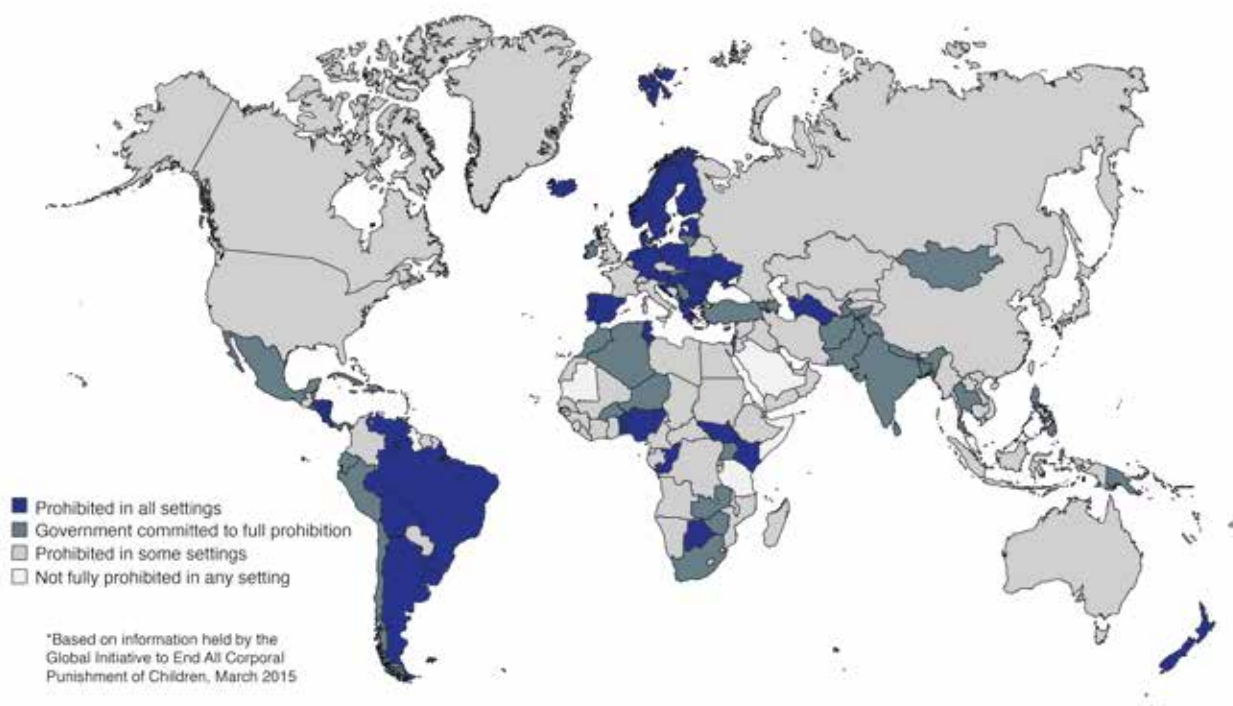 Prohibited in all settings
Government committed to full prohibition
Prohibited in some settings
Not fully prohibited in any setting
*Based on information held by the
Global Initiative to End All Corporal
Punishment of Children, March 2015